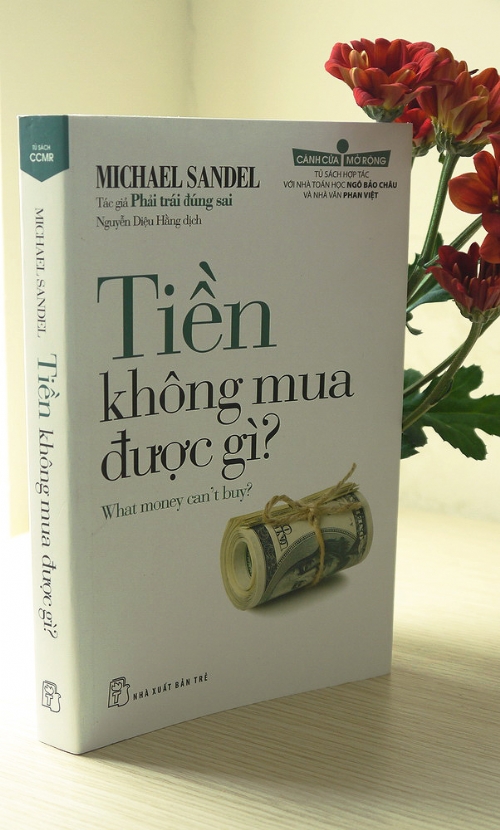 TỦ SÁCH
CCMR
MICHAEL SANDEL
Tiền không mua được gì?
MICHAEL SANDEL
Tác giả Phải trái đúng sai
Nguyễn Diệu Hằng dịch
CÁNH CỬA MỞ RỘNG
TỦ SÁCH HỢP TÁC
VỚI NHÀ TOÁN HỌC NGÔ BẢO CHÂU
VÀ NHÀ VĂN PHAN VIỆT
Tiền
không mua
được gì?
What money can't buy?
NHÀ XUẤT BẢN TRẺ